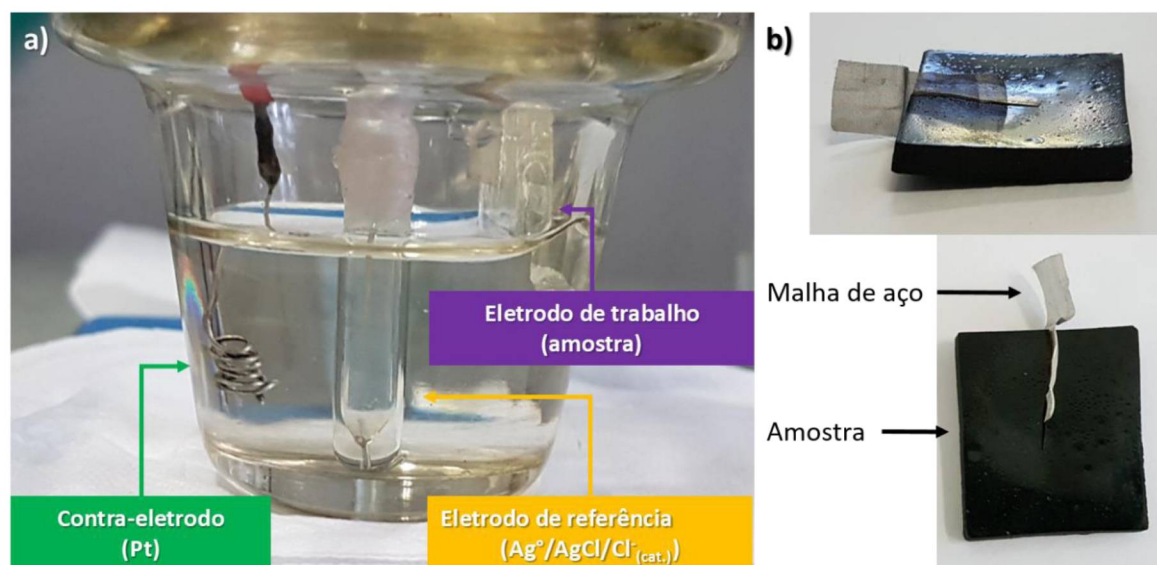 a)
Eletrodo de trabalho
(amostra)
Contra-eletrodo
(Pt)
Eletrodo de referência
(Ag°/AgCl/Cl⁻(cat.))
b)
Malha de aço
Amostra